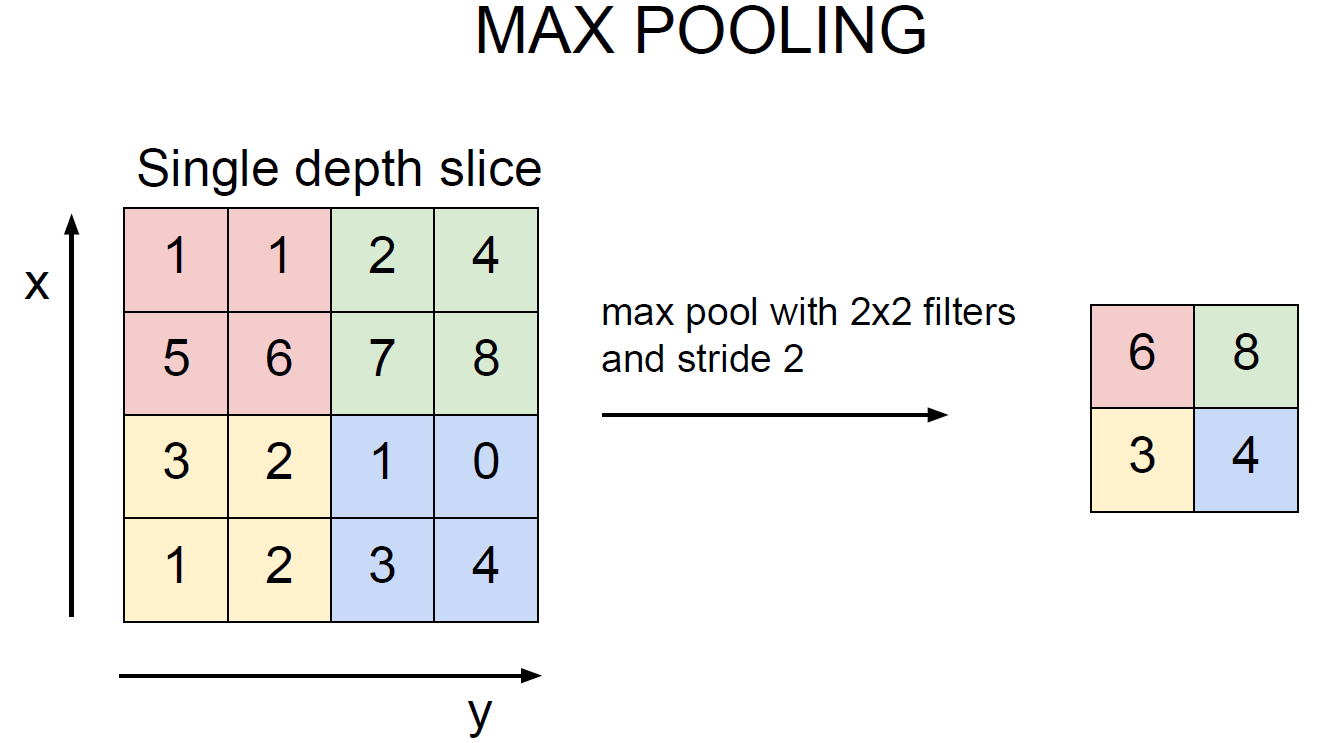 MAX POOLING
Single depth slice
x
1 1 2 4
5 6 7 8
3 2 1 0
1 2 3 4
y
max pool with 2x2 filters
and stride 2
6 8
3 4